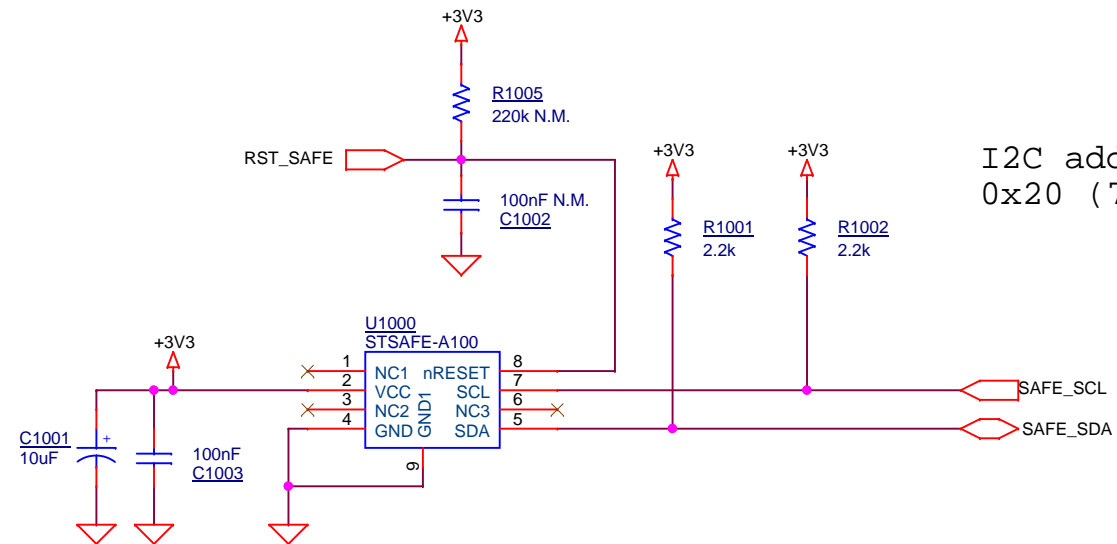 +3V3
R1005
220k N.M.
RST_SAFE
100nF N.M.
C1002
+3V3
+3V3
R1001
2.2k
R1002
2.2k
I2C
0x20
+3V3
U1000
STSAFE-A100
1
2
3
4
NC1
VCC
NC2
GND
GND1
nRESET
SCL
NC3
SDA
8
7
6
5
9
C1001
10uF
+
100nF
C1003
SAFE_SCL
SAFE_SDA